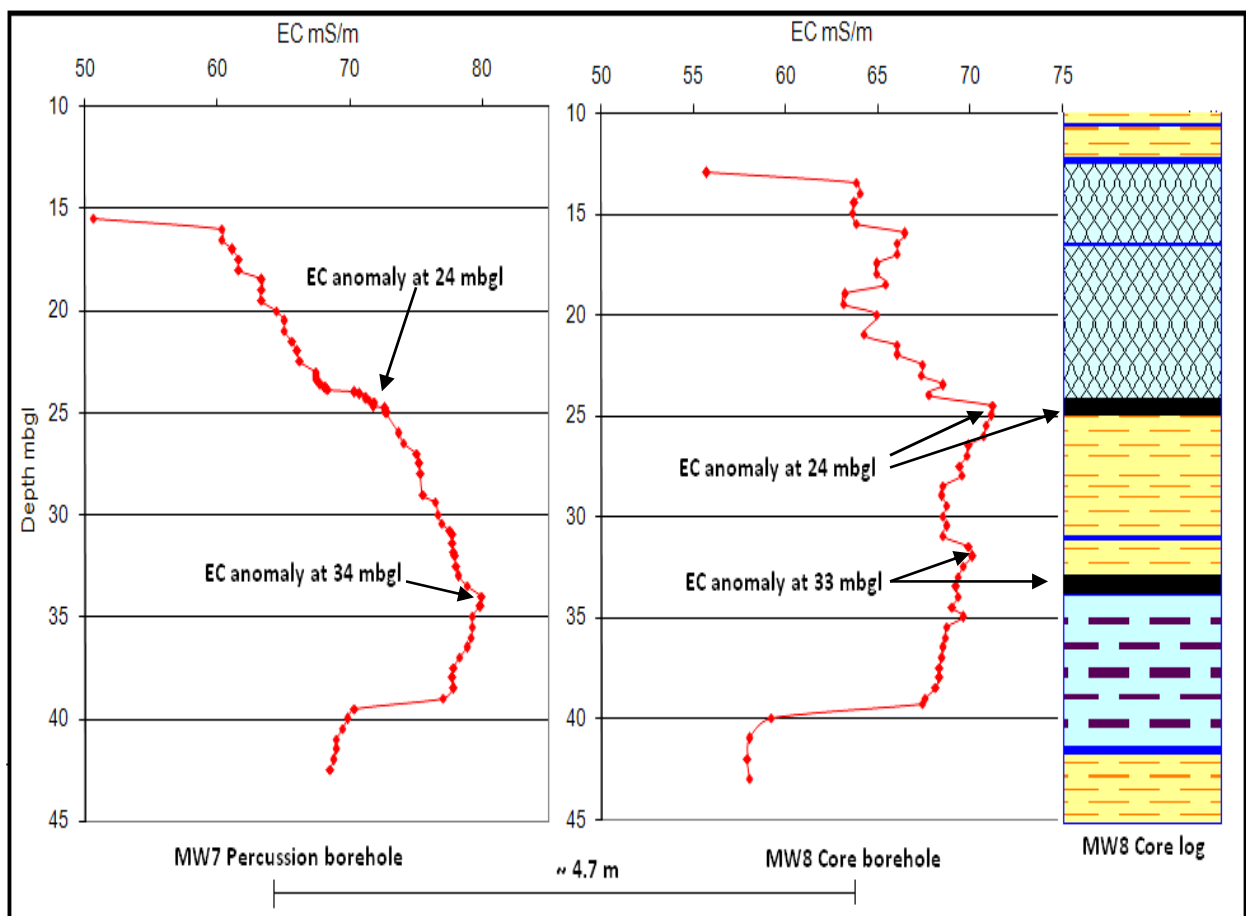 EC mS/m
50 60 70 80
10
15
20
25
30
35
40
45
Depth mbgl
EC anomaly at 24 mbgl
EC anomaly at 34 mbgl
MW7 Percussion borehole
EC mS/m
50 55 60 65 70 75
10
15
20
25
30
35
40
45
EC anomaly at 24 mbgl
EC anomaly at 33 mbgl
MW8 Core borehole
MW8 Core log
~ 4.7 m